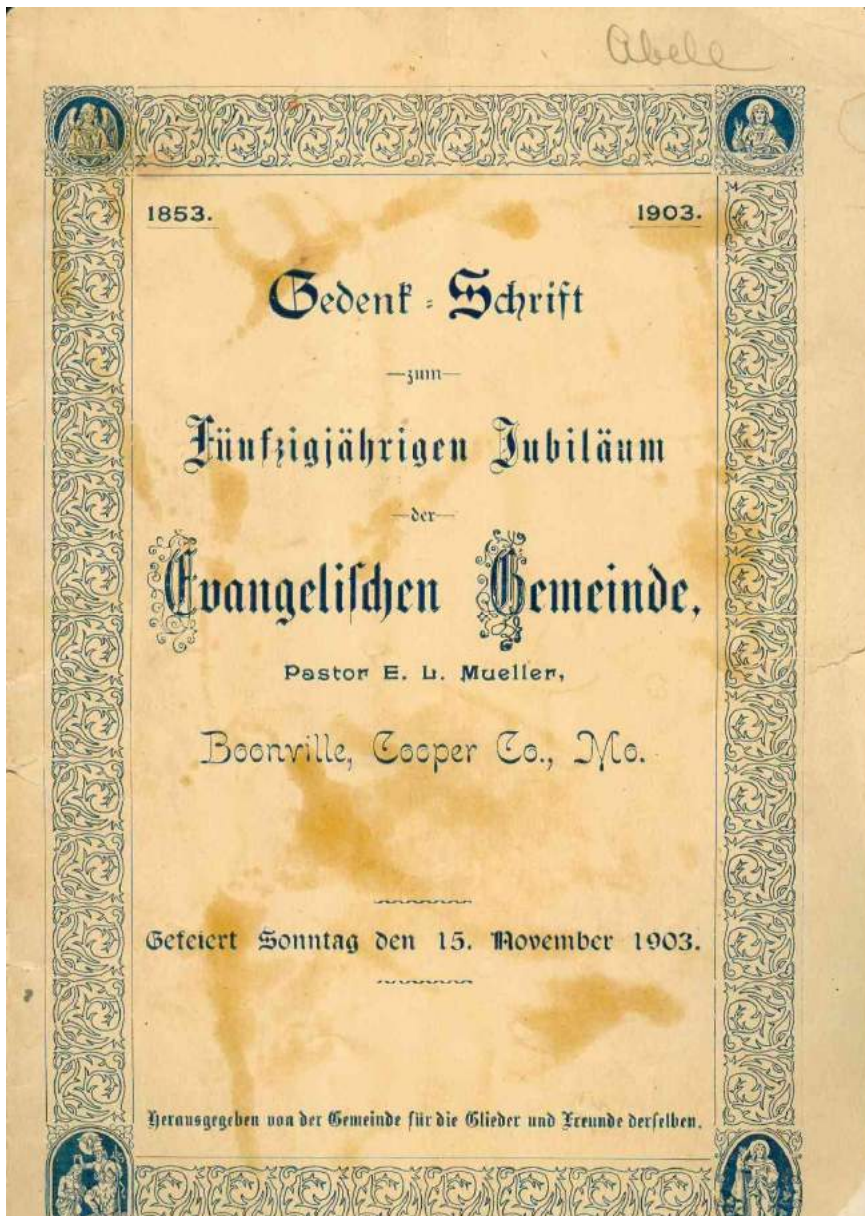 Abele
1853. 1903.
Gedenk-Schrift
—zum—
Fünfzigjährigen Jubiläum
—der—
Evangelischen Gemeinde,
Pastor E. L. Mueller,
Boonville, Cooper Co., Mo.
Gefeiert Sonntag den 15. November 1903.
Herausgegeben von der Gemeinde für die Glieder und Freunde derselben.